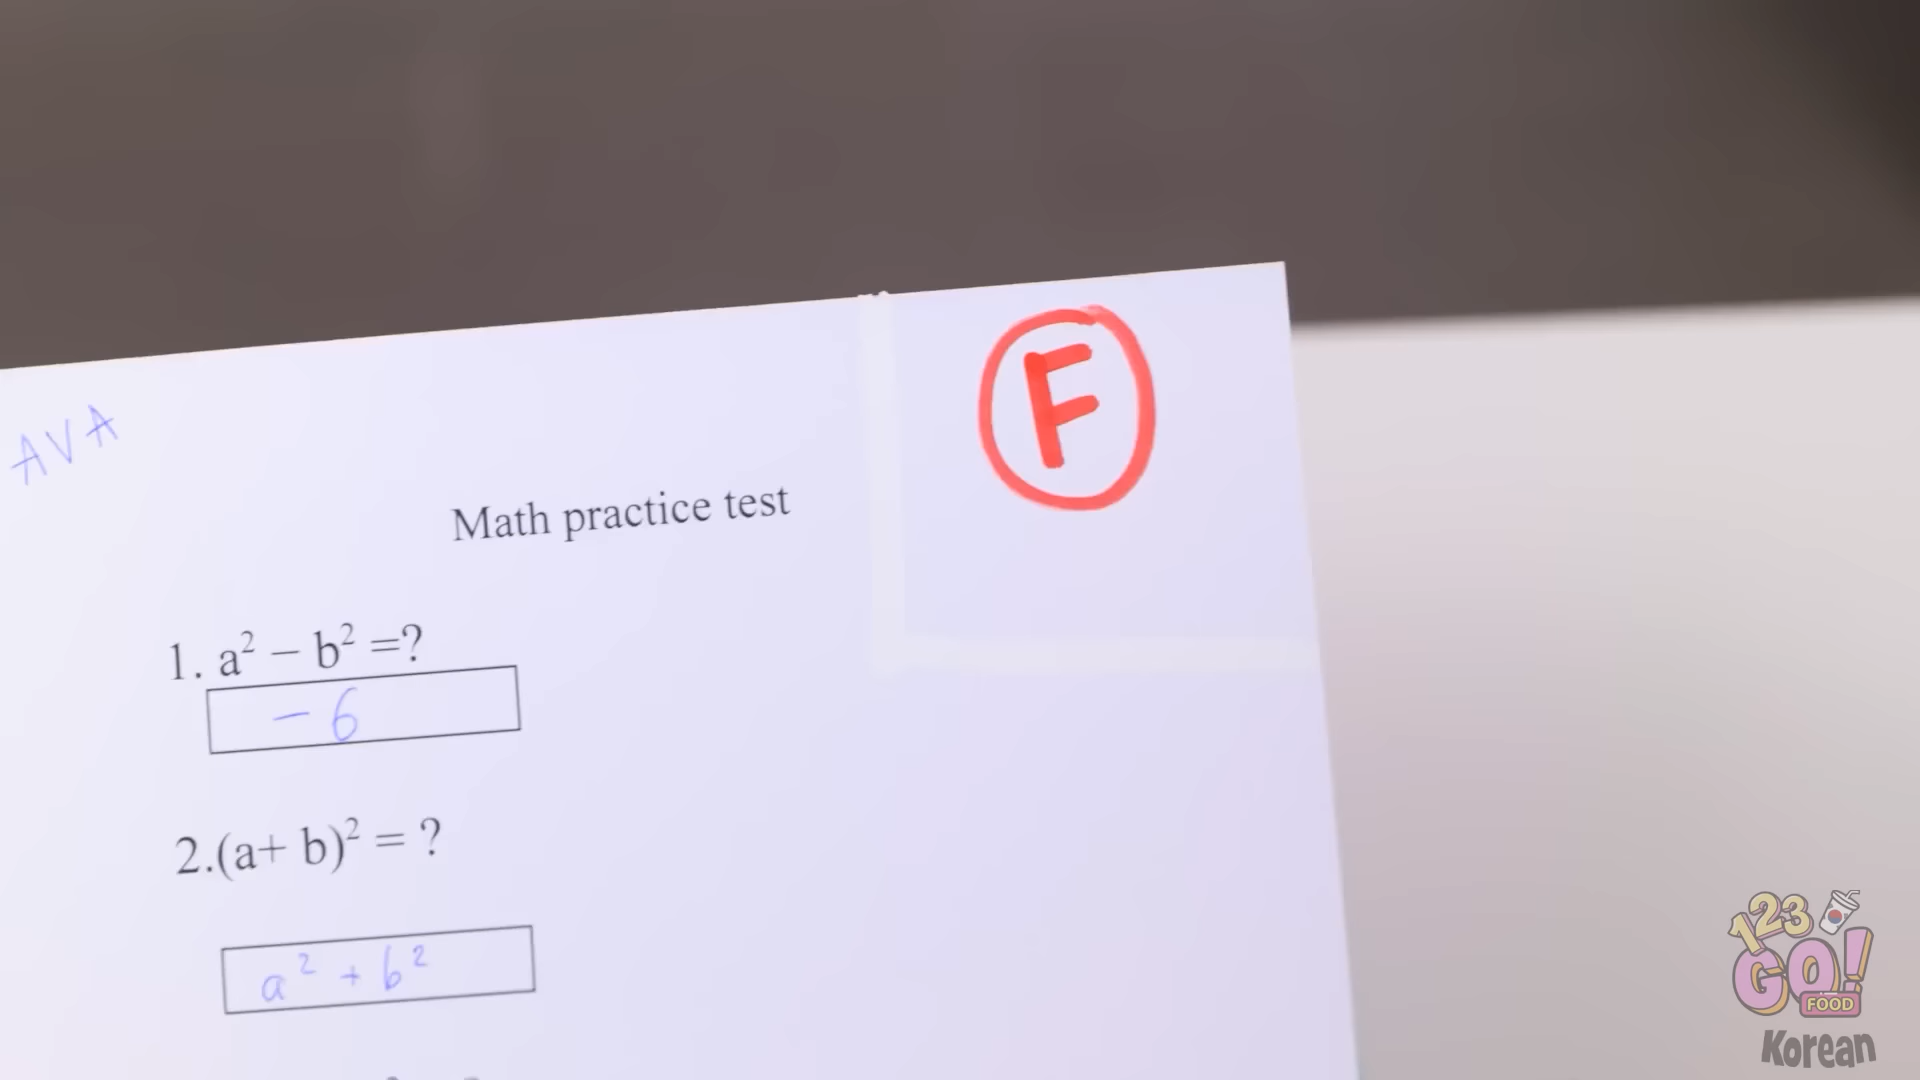 F
AVA
Math practice test
1. a² – b² =?
– 6
2.(a+ b)² = ?
a² + b²
123 GO!
FOOD
Korean